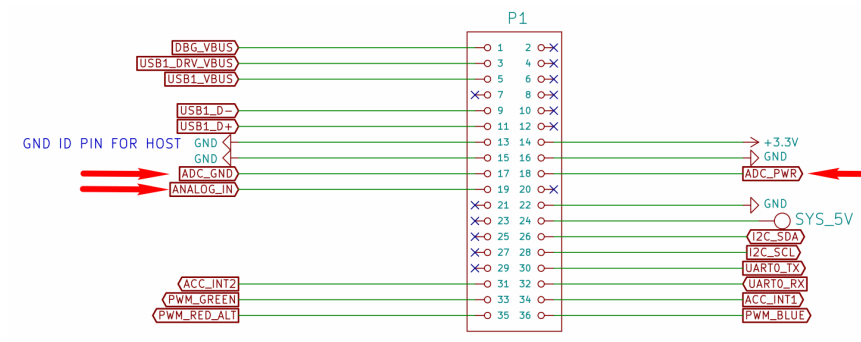 P1
DBG_VBUS 1 2
USB1_DRV_VBUS 3 4
USB1_VBUS 5 6
7 8
USB1_D- 9 10
USB1_D+ 11 12
GND ID PIN FOR HOST GND 13 14 +3.3V
GND 15 16 GND
ADC_GND 17 18 ADC_PWR
ANALOG_IN 19 20
21 22 GND
23 24 SYS_5V
25 26 I2C_SDA
27 28 I2C_SCL
29 30 UART0_TX
ACC_INT2 31 32 UART0_RX
PWM_GREEN 33 34 ACC_INT1
PWM_RED_ALT 35 36 PWM_BLUE